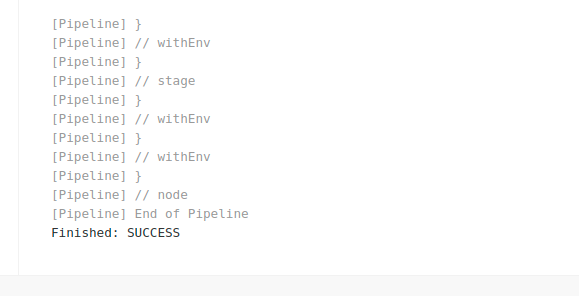 [Pipeline] }
[Pipeline] // withEnv
[Pipeline] }
[Pipeline] // stage
[Pipeline] }
[Pipeline] // withEnv
[Pipeline] }
[Pipeline] // withEnv
[Pipeline] }
[Pipeline] // node
[Pipeline] End of Pipeline
Finished: SUCCESS